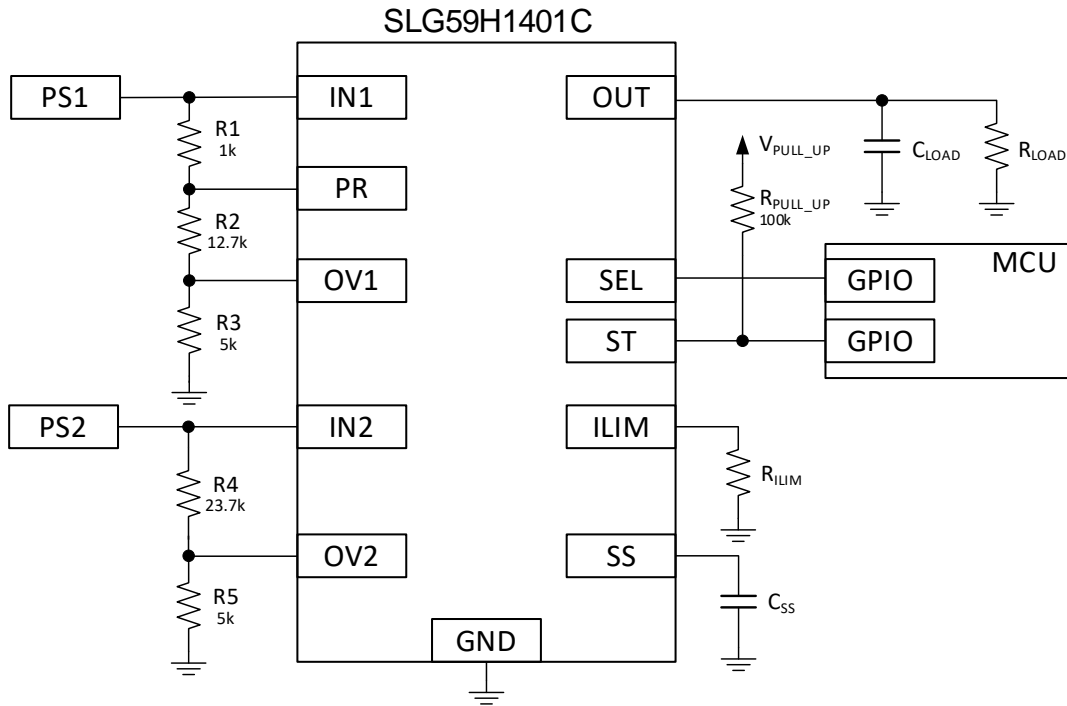 SLG59H1401C
PS1
IN1
OUT
R1
1k
V_PULL_UP
C_LOAD
R_LOAD
PR
R_PULL_UP
100k
R2
12.7k
MCU
OV1
SEL
GPIO
R3
5k
ST
GPIO
PS2
IN2
ILIM
R4
23.7k
R_ILIM
OV2
SS
R5
5k
C_SS
GND